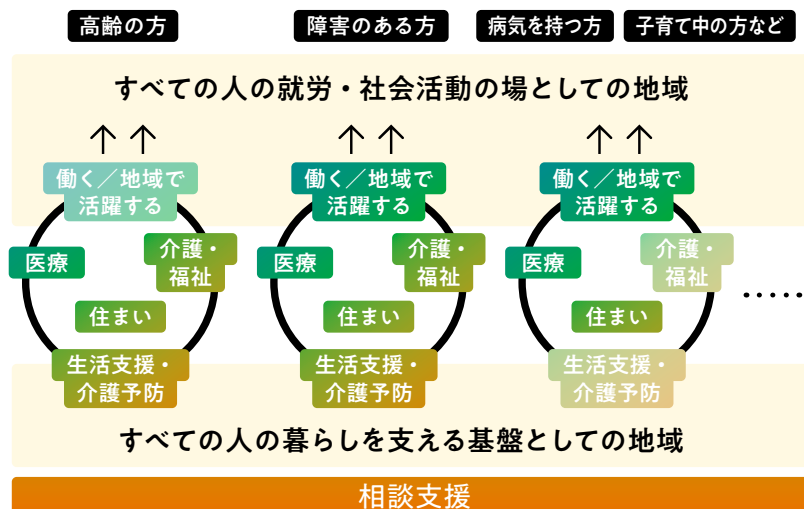 高齢の方
障害のある方
病気を持つ方
子育て中の方など
すべての人の就労・社会活動の場としての地域
働く／地域で
活躍する
医療
介護・
福祉
住まい
生活支援・
介護予防
働く／地域で
活躍する
医療
介護・
福祉
住まい
生活支援・
介護予防
働く／地域で
活躍する
医療
介護・
福祉
住まい
生活支援・
介護予防
.....
すべての人の暮らしを支える基盤としての地域
相談支援